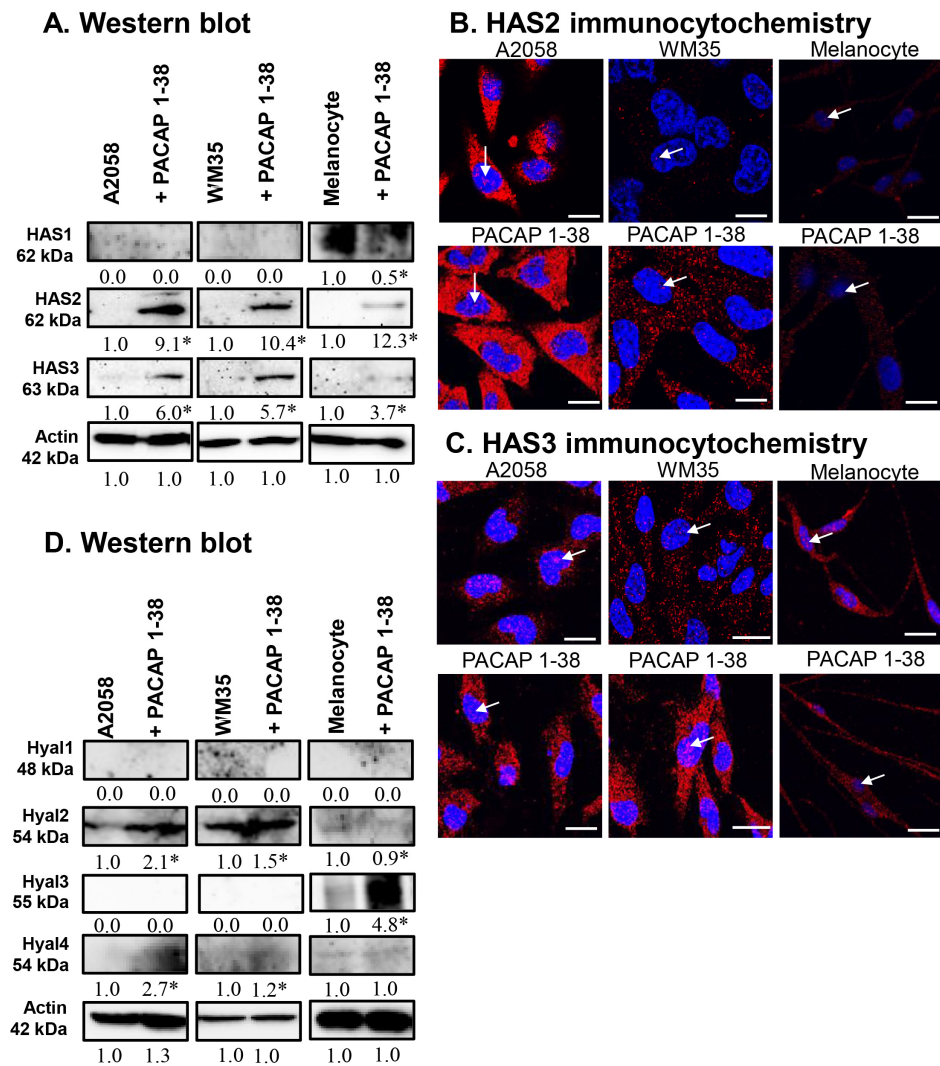 A. Western blot
A2058
+ PACAP 1-38
WM35
+ PACAP 1-38
Melanocyte
+ PACAP 1-38
HAS1
62 kDa
0.0 0.0 0.0 0.0 1.0 0.5*
HAS2
62 kDa
1.0 9.1* 1.0 10.4* 1.0 12.3*
HAS3
63 kDa
1.0 6.0* 1.0 5.7* 1.0 3.7*
Actin
42 kDa
1.0 1.0 1.0 1.0 1.0 1.0
B. HAS2 immunocytochemistry
A2058 WM35 Melanocyte
PACAP 1-38 PACAP 1-38 PACAP 1-38
C. HAS3 immunocytochemistry
A2058 WM35 Melanocyte
PACAP 1-38 PACAP 1-38 PACAP 1-38
D. Western blot
A2058
+ PACAP 1-38
WM35
+ PACAP 1-38
Melanocyte
+ PACAP 1-38
Hyal1
48 kDa
0.0 0.0 0.0 0.0 0.0 0.0
Hyal2
54 kDa
1.0 2.1* 1.0 1.5* 1.0 0.9*
Hyal3
55 kDa
0.0 0.0 0.0 0.0 1.0 4.8*
Hyal4
54 kDa
1.0 2.7* 1.0 1.2* 1.0 1.0
Actin
42 kDa
1.0 1.3 1.0 1.0 1.0 1.0